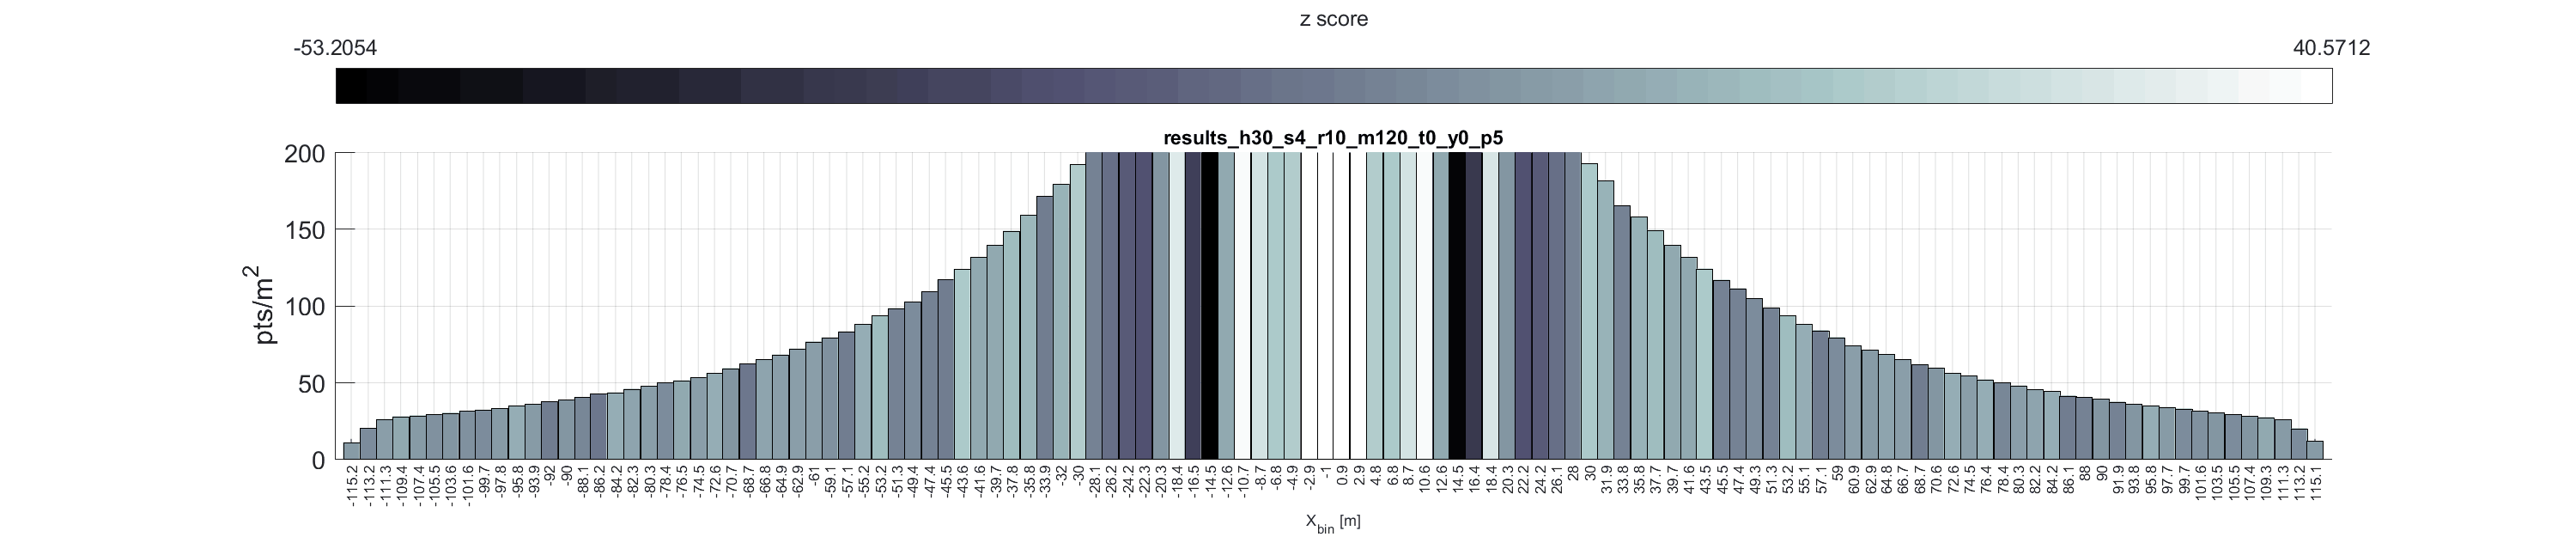 z score
-53.2054 40.5712
results_h30_s4_r10_m120_t0_y0_p5
200
150
100
50
0
pts/m2
-115.2 -113.2 -111.3 -109.4 -107.4 -105.5 -103.6 -101.6 -99.7 -97.8 -95.8 -93.9 -92 -90 -88.1 -86.2 -84.2 -82.3 -80.3 -78.4 -76.5 -74.5 -72.6 -70.7 -68.7 -66.8 -64.9 -62.9 -61 -59.1 -57.1 -55.2 -53.2 -51.3 -49.4 -47.4 -45.5 -43.6 -41.6 -39.7 -37.8 -35.8 -33.9 -32 -30 -28.1 -26.2 -24.2 -22.3 -20.3 -18.4 -16.5 -14.5 -12.6 -10.7 -8.7 -6.8 -4.9 -2.9 -1 0.9 2.9 4.8 6.8 8.7 10.6 12.6 14.5 16.4 18.4 20.3 22.2 24.2 26.1 28 30 31.9 33.8 35.8 37.7 39.7 41.6 43.5 45.5 47.4 49.3 51.3 53.2 55.1 57.1 59 60.9 62.9 64.8 66.7 68.7 70.6 72.6 74.5 76.4 78.4 80.3 82.2 84.2 86.1 88 90 91.9 93.8 95.8 97.7 99.7 101.6 103.5 105.5 107.4 109.3 111.3 113.2 115.1
Xbin [m]